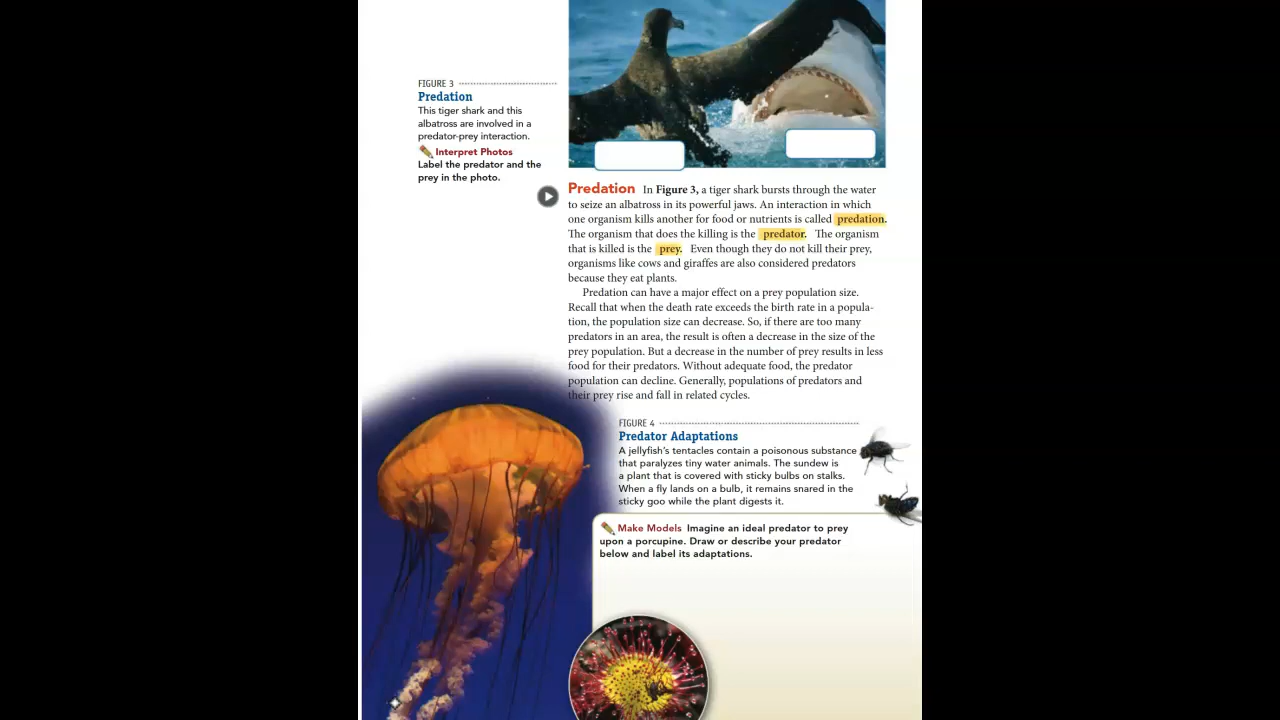 FIGURE 3
Predation
This tiger shark and this
albatross are involved in a
predator-prey interaction.
Interpret Photos
Label the predator and the
prey in the photo.
Predation In Figure 3, a tiger shark bursts through the water
to seize an albatross in its powerful jaws. An interaction in which
one organism kills another for food or nutrients is called predation.
The organism that does the killing is the predator. The organism
that is killed is the prey. Even though they do not kill their prey,
organisms like cows and giraffes are also considered predators
because they eat plants.
Predation can have a major effect on a prey population size.
Recall that when the death rate exceeds the birth rate in a popula-
tion, the population size can decrease. So, if there are too many
predators in an area, the result is often a decrease in the size of the
prey population. But a decrease in the number of prey results in less
food for their predators. Without adequate food, the predator
population can decline. Generally, populations of predators and
their prey rise and fall in related cycles.
FIGURE 4
Predator Adaptations
A jellyfish's tentacles contain a poisonous substance
that paralyzes tiny water animals. The sundew is
a plant that is covered with sticky bulbs on stalks.
When a fly lands on a bulb, it remains snared in the
sticky goo while the plant digests it.
Make Models Imagine an ideal predator to prey
upon a porcupine. Draw or describe your predator
below and label its adaptations.